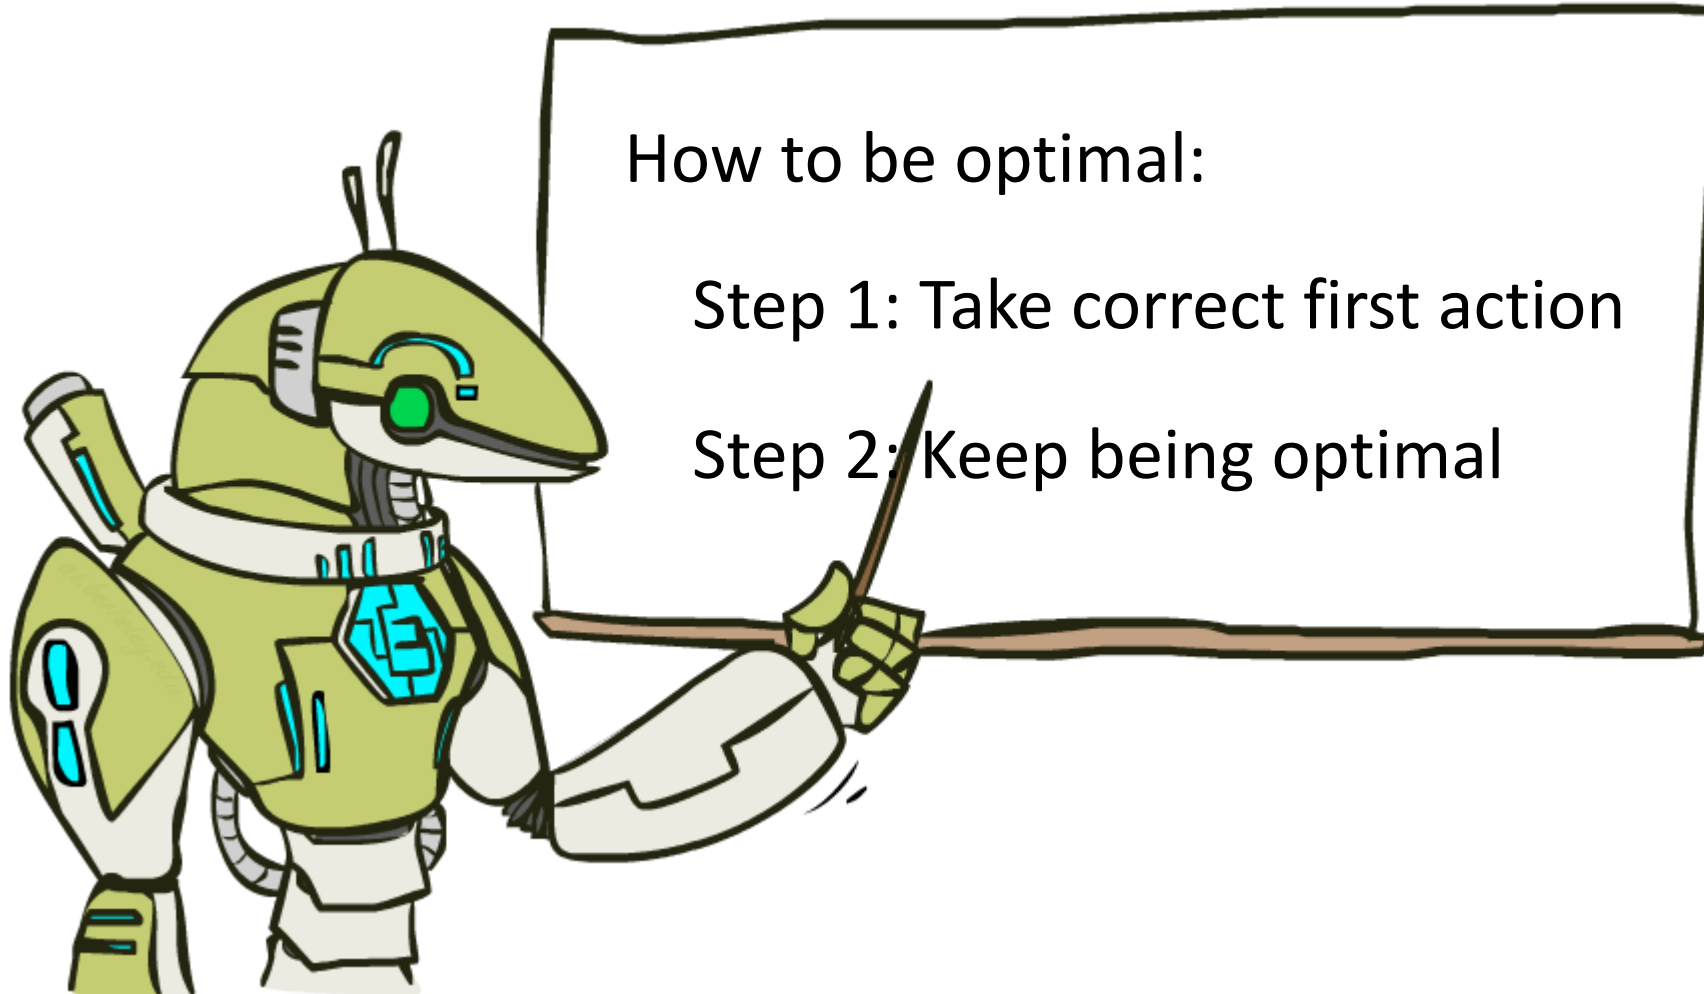 How to be optimal:
Step 1: Take correct first action
Step 2: Keep being optimal